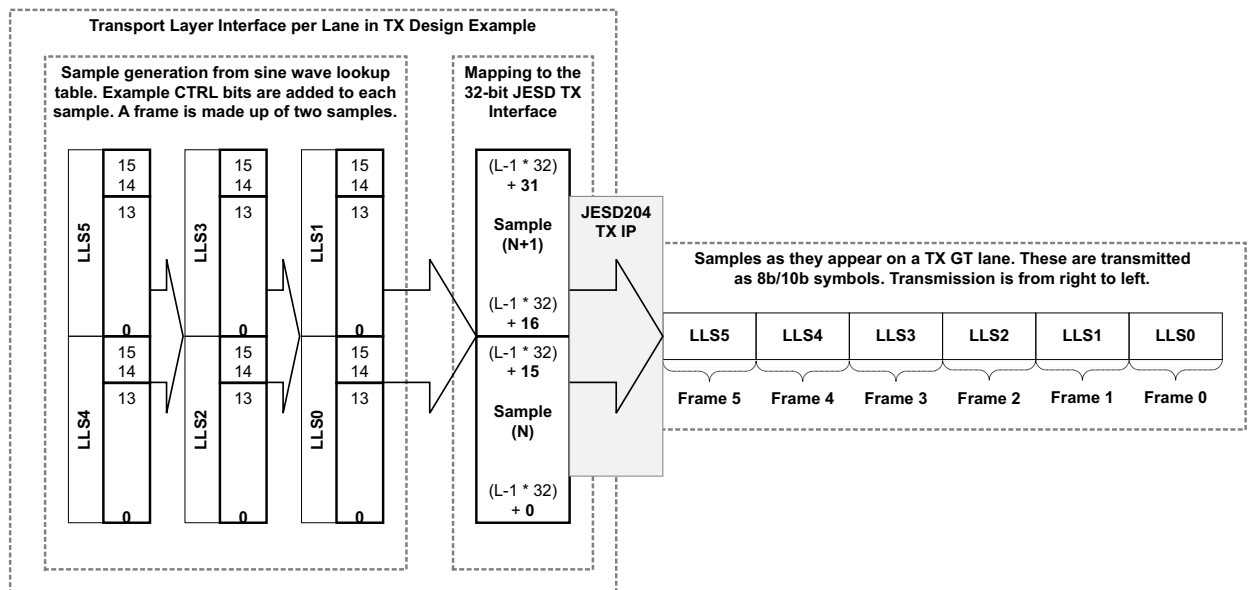 Transport Layer Interface per Lane in TX Design Example
Sample generation from sine wave lookup
table. Example CTRL bits are added to each
sample. A frame is made up of two samples.
LLS5
15
14
13
0
LLS4
15
14
13
0
LLS3
15
14
13
0
LLS2
15
14
13
0
LLS1
15
14
13
0
LLS0
15
14
13
0
Mapping to the
32-bit JESD TX
Interface
(L-1 * 32)
+ 31
Sample
(N+1)
(L-1 * 32)
+ 16
(L-1 * 32)
+ 15
Sample
(N)
(L-1 * 32)
+ 0
JESD204
TX IP
Samples as they appear on a TX GT lane. These are transmitted
as 8b/10b symbols. Transmission is from right to left.
LLS5 LLS4 LLS3 LLS2 LLS1 LLS0
Frame 5 Frame 4 Frame 3 Frame 2 Frame 1 Frame 0